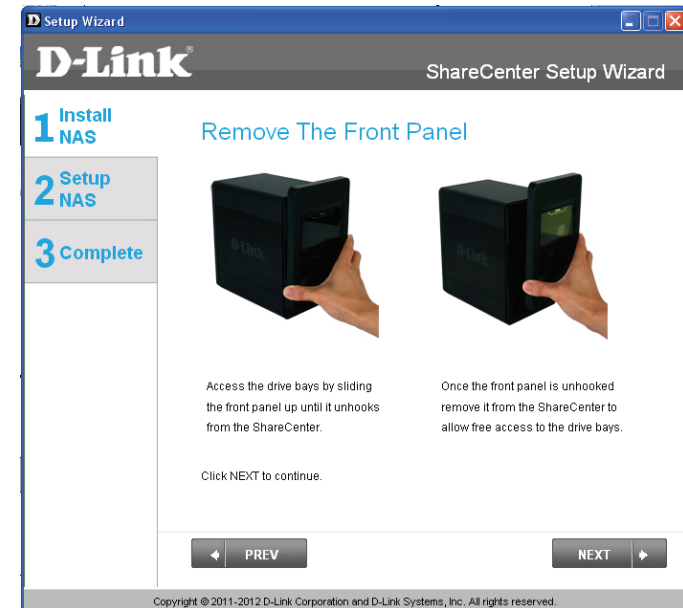 Setup Wizard
D-Link®
ShareCenter Setup Wizard
1 Install
NAS
2 Setup
NAS
3 Complete
Remove The Front Panel
D-Link
D-Link
Access the drive bays by sliding
the front panel up until it unhooks
from the ShareCenter.
Once the front panel is unhooked
remove it from the ShareCenter to
allow free access to the drive bays.
Click NEXT to continue.
PREV
NEXT
Copyright © 2011-2012 D-Link Corporation and D-Link Systems, Inc. All rights reserved.